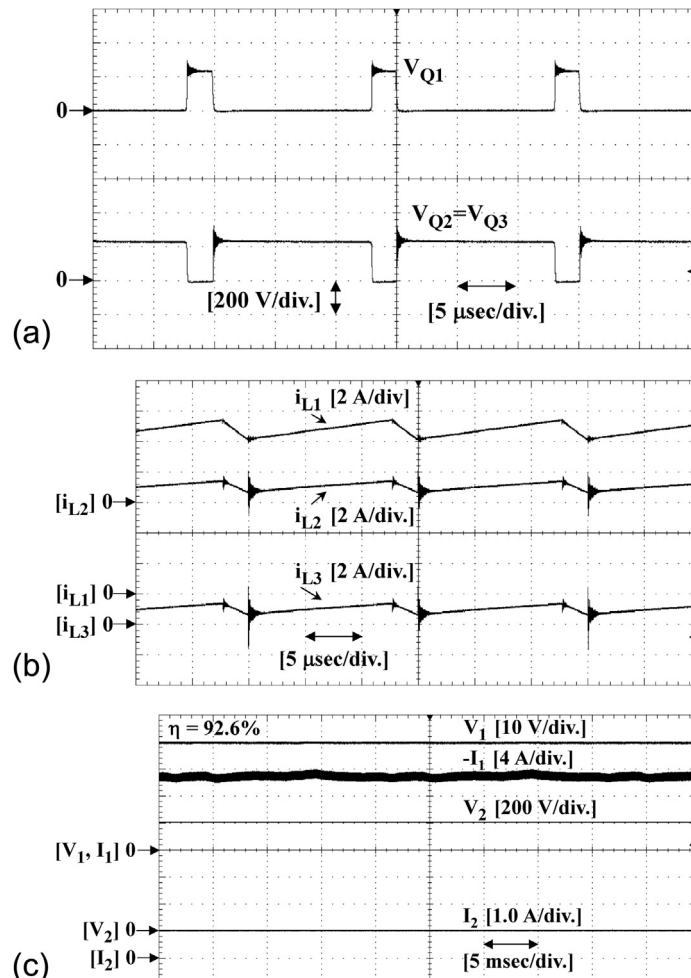 V_Q1
0
V_Q2=V_Q3
0
[200 V/div.]
[5 μsec/div.]
(a)
i_L1 [2 A/div]
[i_L2] 0
i_L2 [2 A/div.]
i_L3 [2 A/div.]
[i_L1] 0
[i_L3] 0
[5 μsec/div.]
(b)
η = 92.6%
V_1 [10 V/div.]
-I_1 [4 A/div.]
V_2 [200 V/div.]
[V_1, I_1] 0
I_2 [1.0 A/div.]
[V_2] 0
[I_2] 0
[5 msec/div.]
(c)